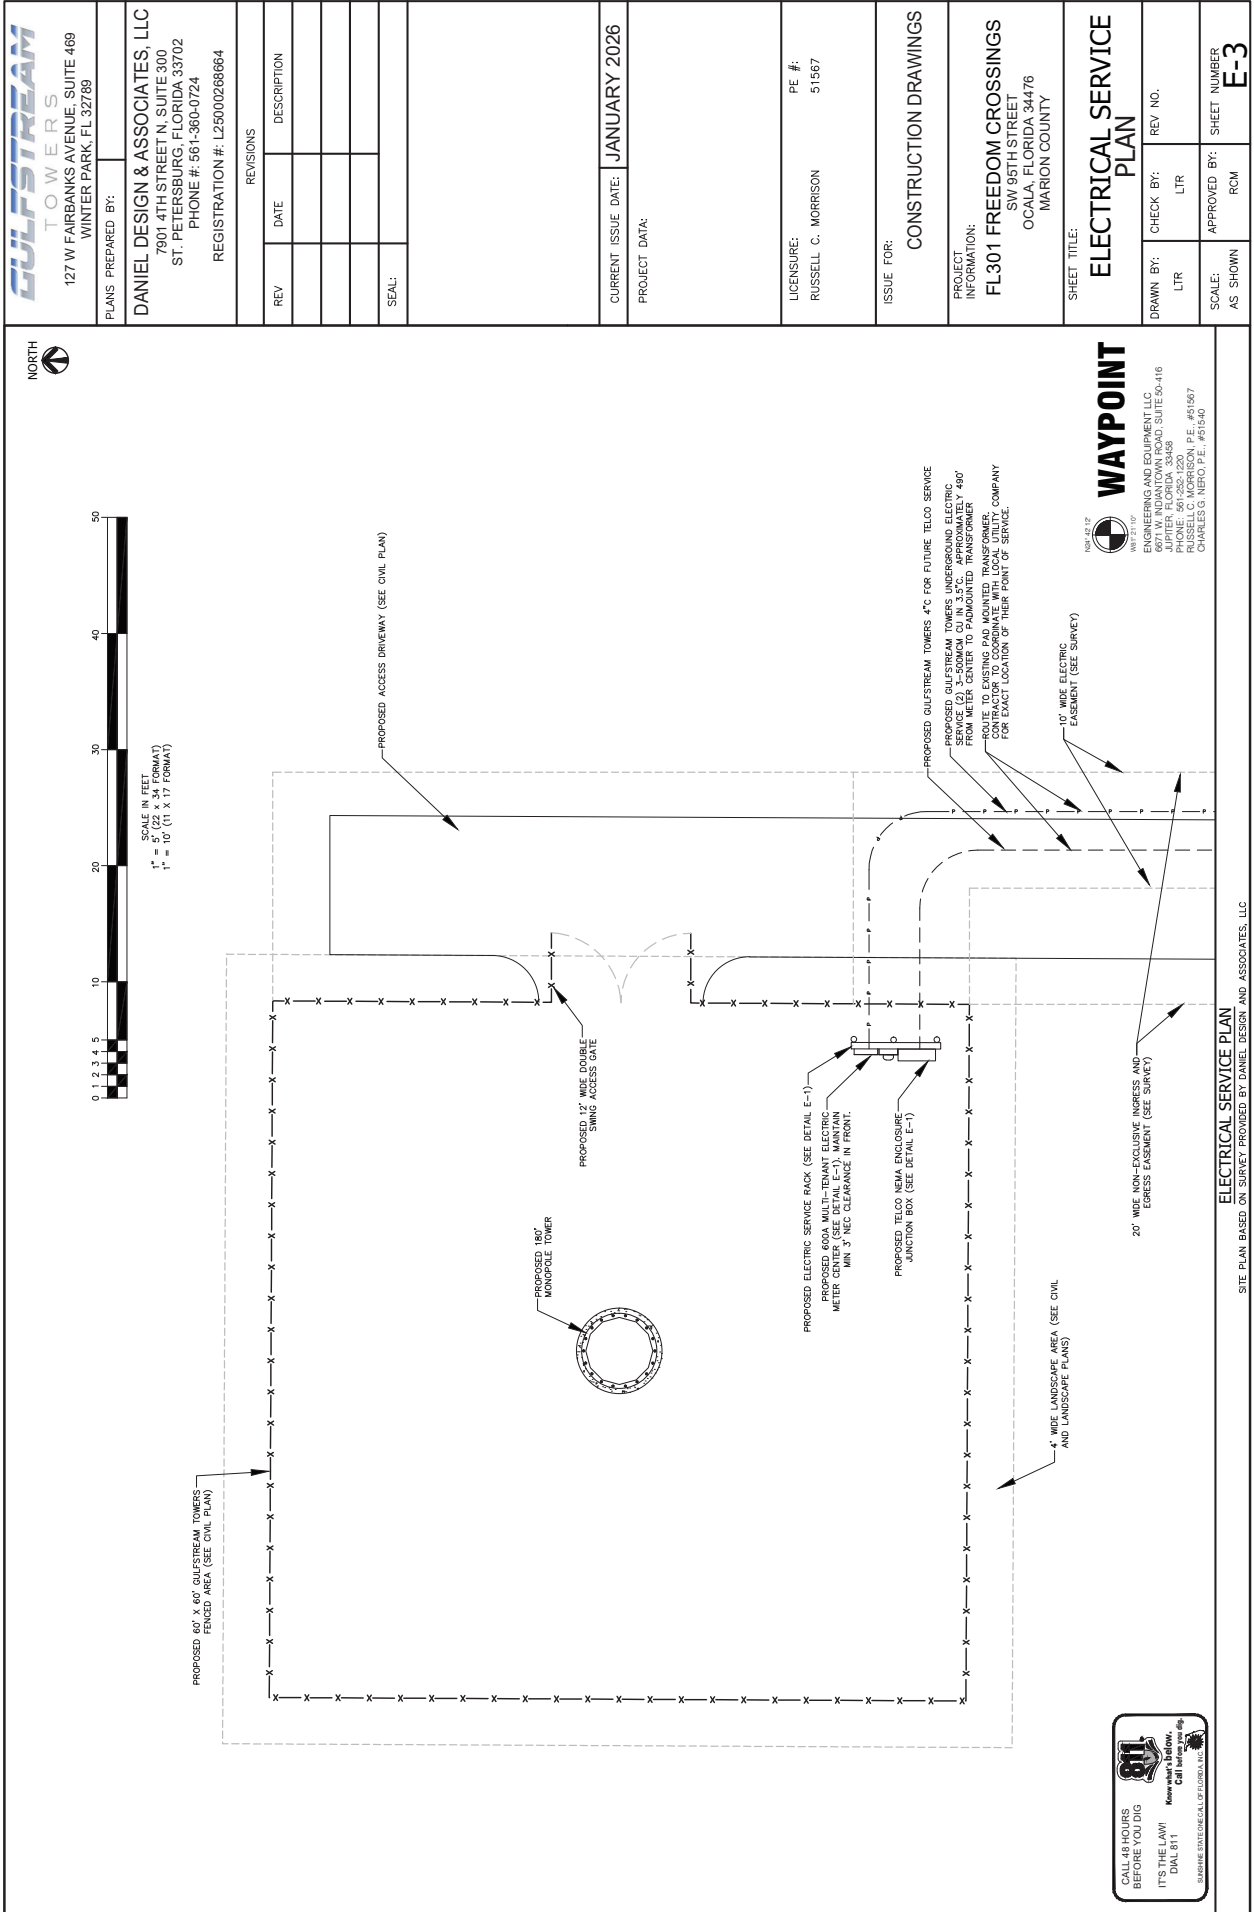 NORTH
0 1 2 3 4 5 10 20 30 40 50
SCALE IN FEET
1" = 5' (22 x 34 FORMAT)
1" = 10' (11 X 17 FORMAT)
PROPOSED 60' X 60' GULFSTREAM TOWERS
FENCED AREA (SEE CIVIL PLAN)
PROPOSED ACCESS DRIVEWAY (SEE CIVIL PLAN)
PROPOSED 180'
MONOPOLE TOWER
PROPOSED 12' WIDE DOUBLE
SWING ACCESS GATE
PROPOSED ELECTRIC SERVICE RACK (SEE DETAIL E-1)
PROPOSED 600A MULTI-TENANT ELECTRIC
METER CENTER (SEE DETAIL E-1). MAINTAIN
MIN 3' NEC CLEARANCE IN FRONT.
PROPOSED TELCO NEMA ENCLOSURE
JUNCTION BOX (SEE DETAIL E-1)
PROPOSED GULFSTREAM TOWERS 4"C FOR FUTURE TELCO SERVICE
PROPOSED GULFSTREAM TOWERS UNDERGROUND ELECTRIC
SERVICE (2) 3-500MCM CU IN 3.5"C. APPROXIMATELY 490'
FROM METER CENTER TO PADMOUNTED TRANSFORMER
ROUTE TO EXISTING PAD MOUNTED TRANSFORMER.
CONTRACTOR TO COORDINATE WITH LOCAL UTILITY COMPANY
FOR EXACT LOCATION OF THEIR POINT OF SERVICE.
10' WIDE ELECTRIC
EASEMENT (SEE SURVEY)
4' WIDE LANDSCAPE AREA (SEE CIVIL
AND LANDSCAPE PLANS)
20' WIDE NON-EXCLUSIVE INGRESS AND
EGRESS EASEMENT (SEE SURVEY)
CALL 48 HOURS
BEFORE YOU DIG
IT'S THE LAW!
DIAL 811
811
Know what's below.
Call before you dig.
SUNSHINE STATE ONE CALL OF FLORIDA, INC.
WAYPOINT
ENGINEERING AND EQUIPMENT LLC
6671 W. INDIANTOWN ROAD, SUITE 50-416
JUPITER, FLORIDA 33458
PHONE: 561-252-1220
RUSSELL C. MORRISON, P.E., #51567
CHARLES G. NERO, P.E., #51540
ELECTRICAL SERVICE PLAN
SITE PLAN BASED ON SURVEY PROVIDED BY DANIEL DESIGN AND ASSOCIATES, LLC
GULFSTREAM
TOWERS
127 W FAIRBANKS AVENUE, SUITE 469
WINTER PARK, FL 32789
PLANS PREPARED BY:
DANIEL DESIGN & ASSOCIATES, LLC
7901 4TH STREET N, SUITE 300
ST. PETERSBURG, FLORIDA 33702
PHONE #: 561-360-0724
REGISTRATION #: L25000268664
REVISIONS
REV DATE DESCRIPTION
SEAL:
CURRENT ISSUE DATE: JANUARY 2026
PROJECT DATA:
LICENSURE: PE #:
RUSSELL C. MORRISON 51567
ISSUE FOR:
CONSTRUCTION DRAWINGS
PROJECT
INFORMATION:
FL301 FREEDOM CROSSINGS
SW 95TH STREET
OCALA, FLORIDA 34476
MARION COUNTY
SHEET TITLE:
ELECTRICAL SERVICE
PLAN
DRAWN BY: CHECK BY: REV NO.
LTR LTR
SCALE: APPROVED BY: SHEET NUMBER
AS SHOWN RCM E-3